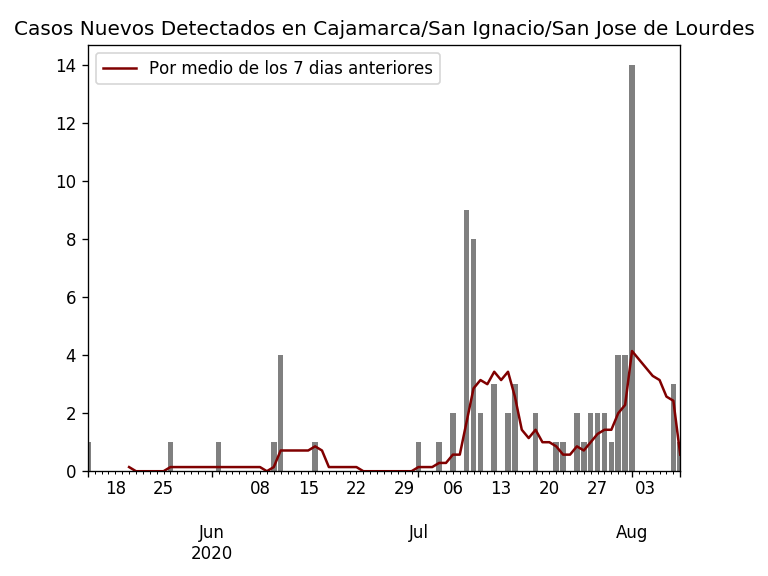 Casos Nuevos Detectados en Cajamarca/San Ignacio/San Jose de Lourdes
Por medio de los 7 dias anteriores
14
12
10
8
6
4
2
0
18 25 08 15 22 29 06 13 20 27 03
Jun Jul Aug
2020